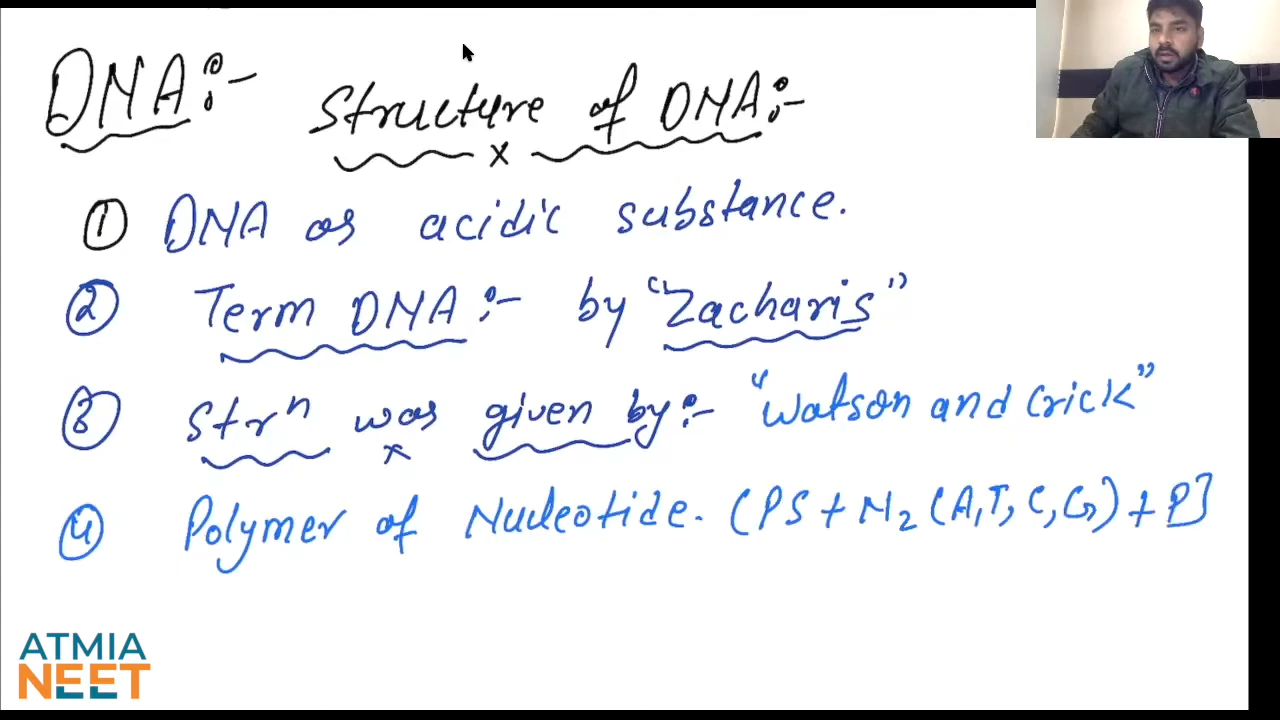 DNA:-
Structure of DNA:-
① DNA as acidic substance.
② Term DNA:- by "Zacharis"
③ Strn was given by:- "Watson and Crick"
④ Polymer of Nucleotide. (PS + N2 (A,T, C, G) + P]
ATMIA
NEET